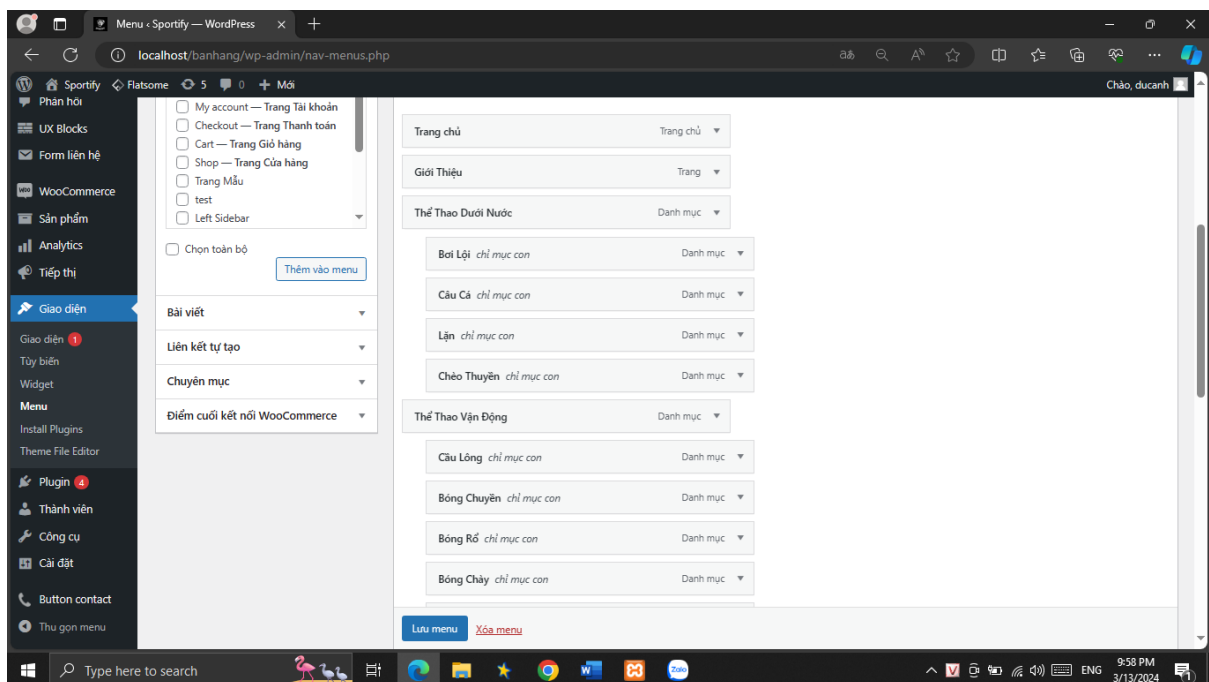 Menu ‹ Sportify — WordPress
localhost/banhang/wp-admin/nav-menus.php
Sportify Flatsome 5 0 Mới Chào, ducanh
Phản hồi
UX Blocks
Form liên hệ
WooCommerce
Sản phẩm
Analytics
Tiếp thị
Giao diện
Giao diện 1
Tùy biến
Widget
Menu
Install Plugins
Theme File Editor
Plugin 4
Thành viên
Công cụ
Cài đặt
Button contact
Thu gọn menu
My account — Trang Tài khoản
Checkout — Trang Thanh toán
Cart — Trang Giỏ hàng
Shop — Trang Cửa hàng
Trang Mẫu
test
Left Sidebar
Chọn toàn bộ
Thêm vào menu
Bài viết
Liên kết tự tạo
Chuyên mục
Điểm cuối kết nối WooCommerce
Trang chủ Trang chủ
Giới Thiệu Trang
Thể Thao Dưới Nước Danh mục
Bơi Lội chỉ mục con Danh mục
Câu Cá chỉ mục con Danh mục
Lặn chỉ mục con Danh mục
Chèo Thuyền chỉ mục con Danh mục
Thể Thao Vận Động Danh mục
Cầu Lông chỉ mục con Danh mục
Bóng Chuyền chỉ mục con Danh mục
Bóng Rổ chỉ mục con Danh mục
Bóng Chày chỉ mục con Danh mục
Lưu menu Xóa menu
Type here to search
Zalo
ENG
9:58 PM
3/13/2024